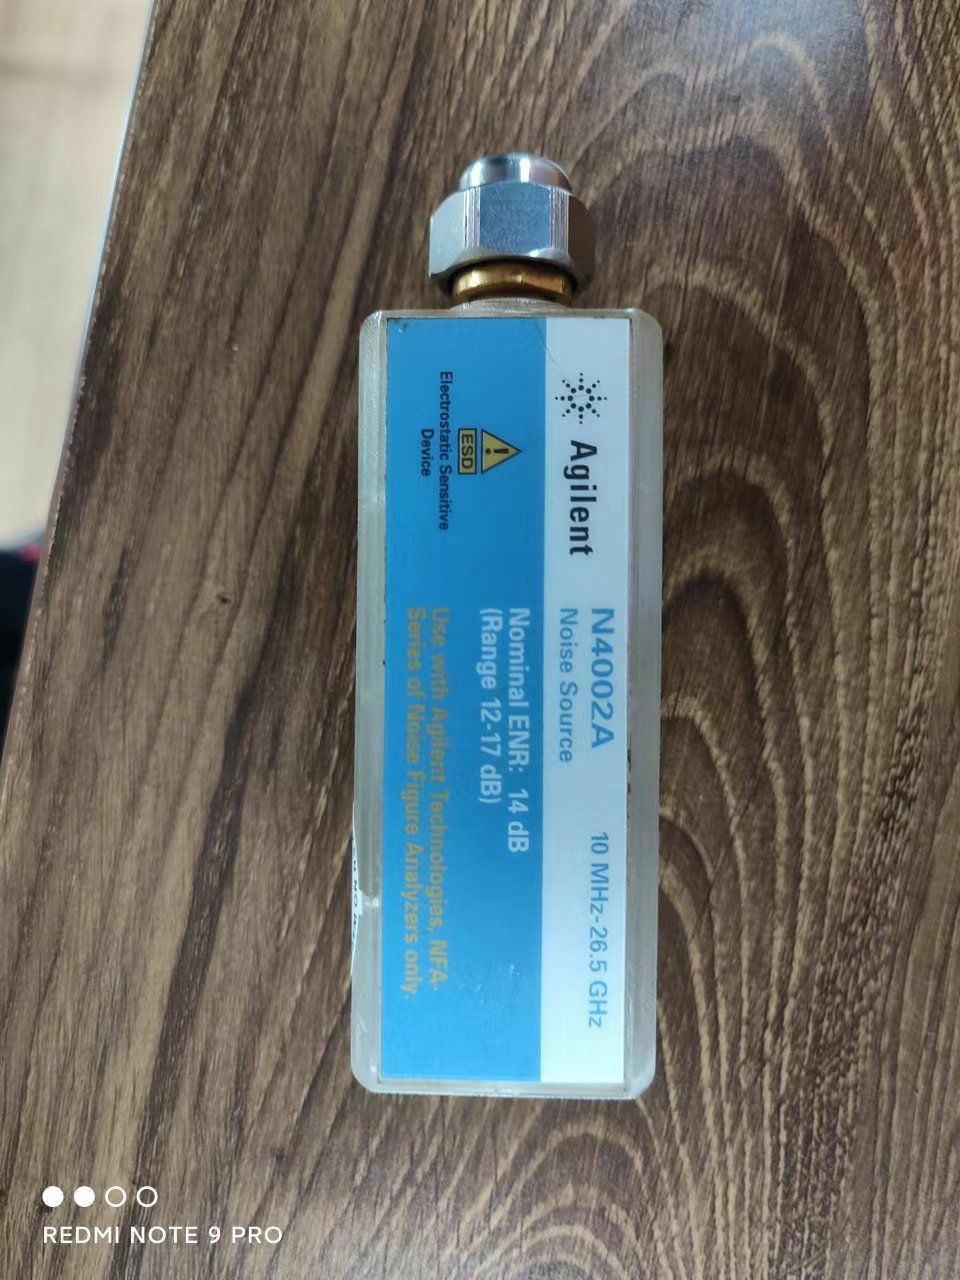 Agilent
N4002A
10 MHz-26.5 GHz
Noise Source
Nominal ENR: 14 dB
(Range 12-17 dB)
ESD
Electrostatic Sensitive
Device
Use with Agilent Technologies, NFA-
Series of Noise Figure Analyzers only.
REDMI NOTE 9 PRO